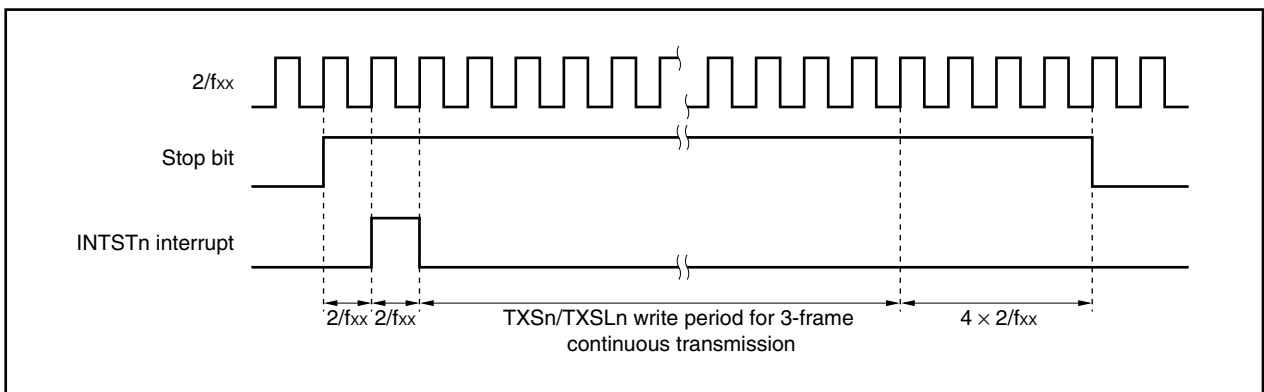 2/fxx
Stop bit
INTSTn interrupt
2/fxx 2/fxx
TXSn/TXSLn write period for 3-frame
continuous transmission
4 × 2/fxx